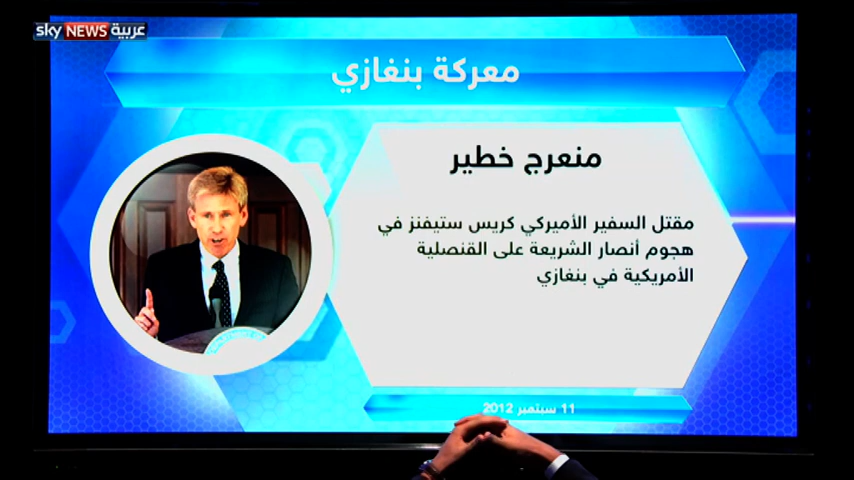 sky NEWS عربية
معركة بنغازي
منعرج خطير
مقتل السفير الأميركي كريس ستيفنز في
هجوم أنصار الشريعة على القنصلية
الأمريكية في بنغازي
11 سبتمبر 2012